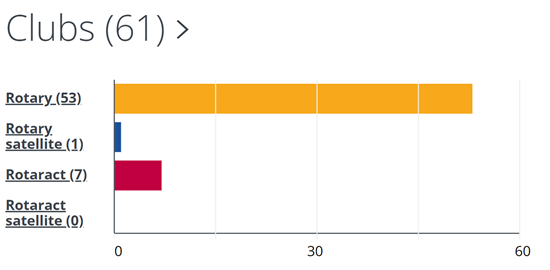 Clubs (61) >
Rotary (53)
Rotary
satellite (1)
Rotaract (7)
Rotaract
satellite (0)
0 30 60